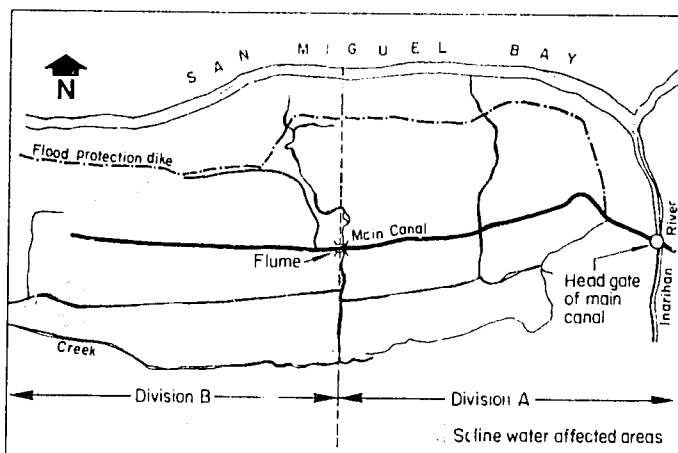 SAN MIGUEL BAY
N
Flood protection dike
Main Canal
Flume
River
Inarihan
Head gate
of main
canal
Creek
Division B
Division A
Saline water affected areas